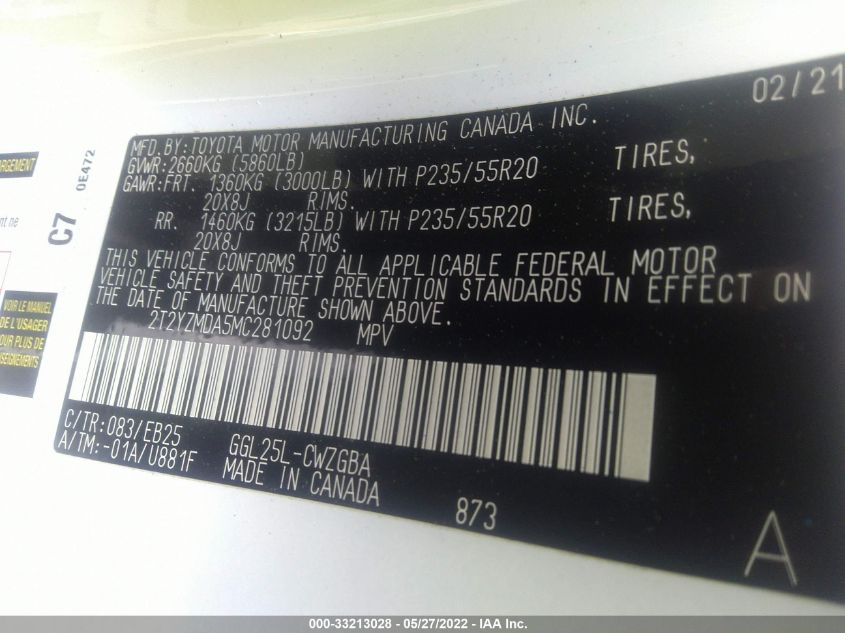 02/21
MFD.BY:TOYOTA MOTOR MANUFACTURING CANADA INC.
GVWR:2660KG (5860LB)
GAWR:FRT. 1360KG (3000LB) WITH P235/55R20 TIRES,
20X8J RIMS.
RR. 1460KG (3215LB) WITH P235/55R20 TIRES,
20X8J RIMS.
THIS VEHICLE CONFORMS TO ALL APPLICABLE FEDERAL MOTOR
VEHICLE SAFETY AND THEFT PREVENTION STANDARDS IN EFFECT ON
THE DATE OF MANUFACTURE SHOWN ABOVE.
2T2YZMDA5MC281092 MPV
C/TR:083/EB25
A/TM:-01A/U881F
GGL25L-CWZGBA
MADE IN CANADA
873
A
C7 0E472
VOIR LE MANUEL
DE L'USAGER
POUR PLUS DE
000-33213028 - 05/27/2022 - IAA Inc.